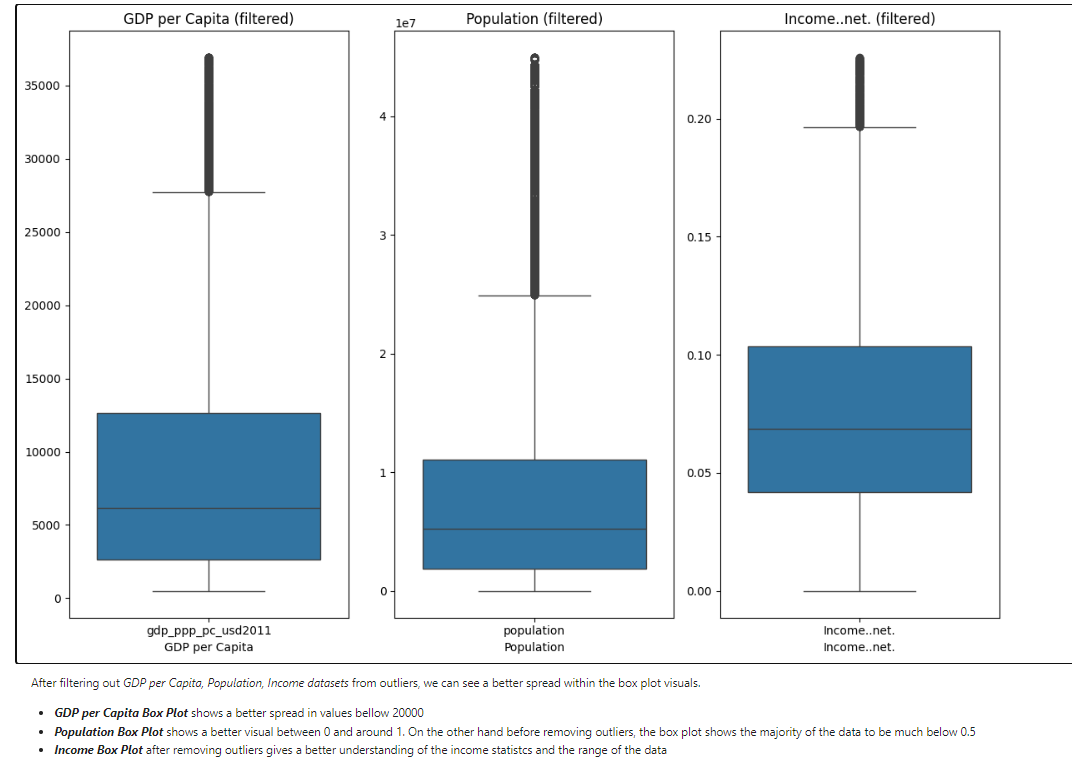 GDP per Capita (filtered)
35000
30000
25000
20000
15000
10000
5000
0
gdp_ppp_pc_usd2011
GDP per Capita
Population (filtered)
1e7
4
3
2
1
0
population
Population
Income..net. (filtered)
0.20
0.15
0.10
0.05
0.00
Income..net.
Income..net.
After filtering out GDP per Capita, Population, Income datasets from outliers, we can see a better spread within the box plot visuals.
• GDP per Capita Box Plot shows a better spread in values bellow 20000
• Population Box Plot shows a better visual between 0 and around 1. On the other hand before removing outliers, the box plot shows the majority of the data to be much below 0.5
• Income Box Plot after removing outliers gives a better understanding of the income statistcs and the range of the data